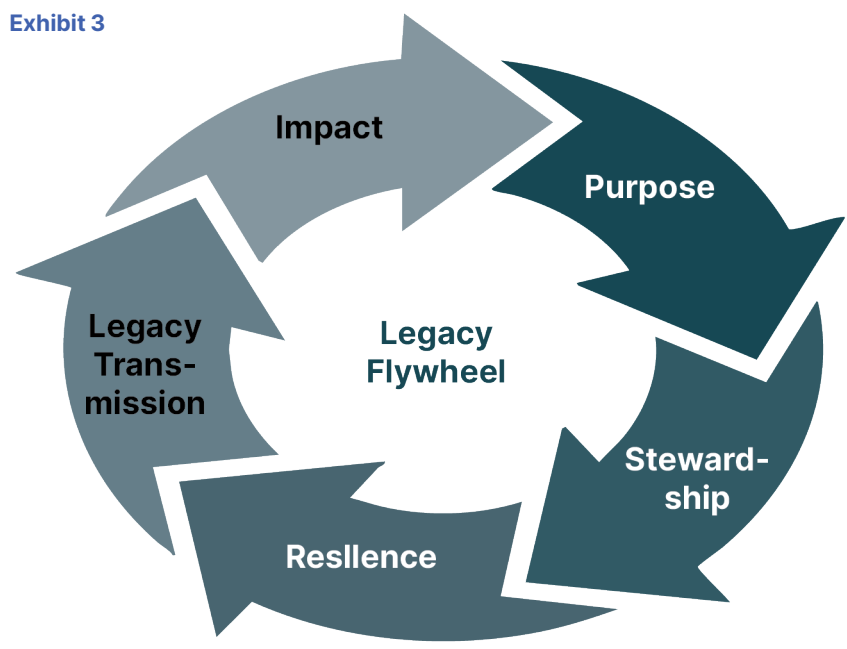 Exhibit 3
Impact
Purpose
Legacy
Trans-
mission
Legacy
Flywheel
Steward-
ship
Resllence